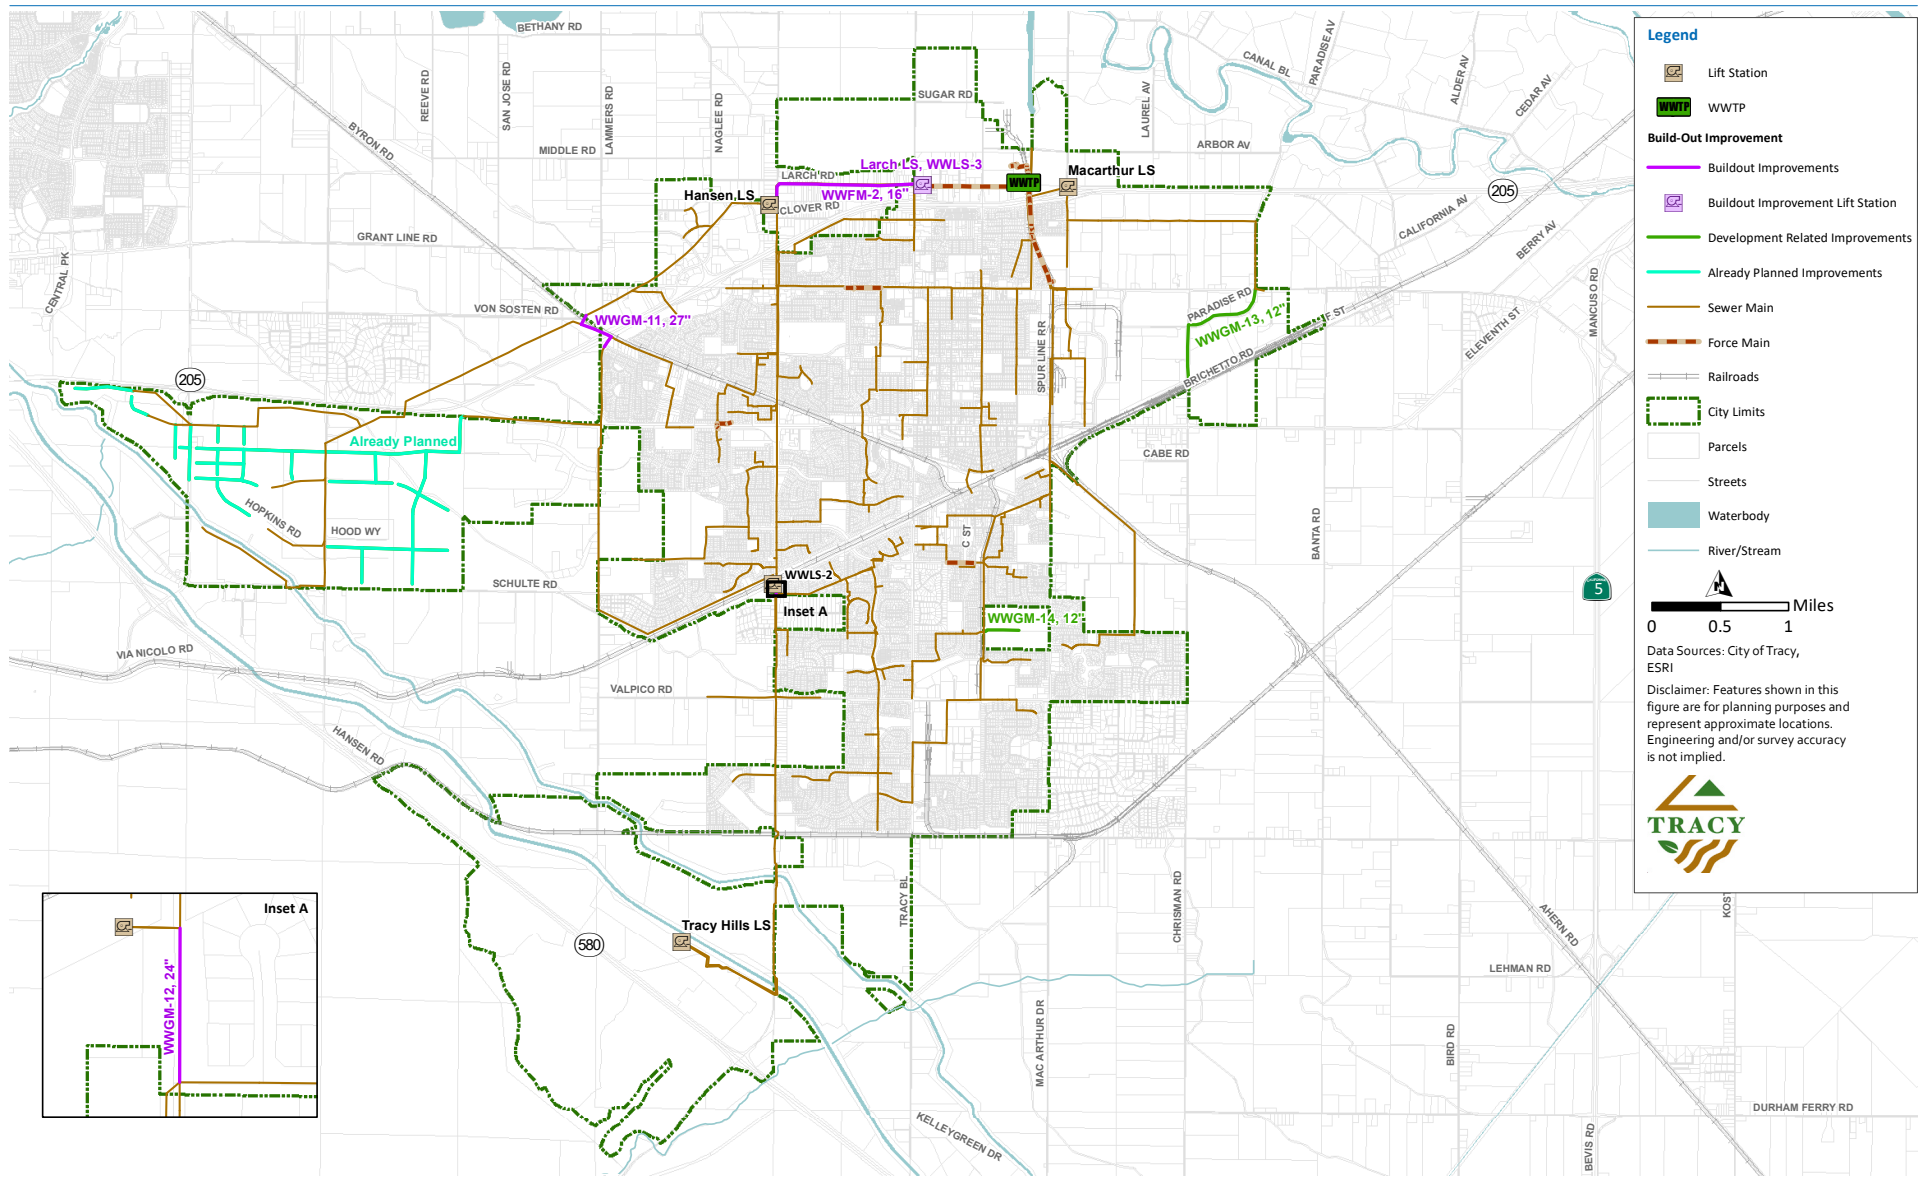 BETHANY RD
REEVE RD
SAN JOSE RD
LAMMERS RD
NAGLEE RD
BYRON RD
MIDDLE RD
SUGAR RD
LAUREL AV
CANAL BL
PARADISE AV
ALDER AV
CEDAR AV
ARBOR AV
Larch LS, WWLS-3
LARCH RD
WWTP
Macarthur LS
205
Hansen LS
WWFM-2, 16"
CLOVER RD
CALIFORNIA AV
BERRY AV
GRANT LINE RD
CENTRAL PK
VON SOSTEN RD
WWGM-11, 27"
PARADISE RD
WWGM-13, 12"
F ST
BRICHETTO RD
ELEVENTH ST
MANCUSO RD
SPUR LINE RR
205
Already Planned
CABE RD
HOPKINS RD
HOOD WY
C ST
BANTA RD
SCHULTE RD
WWLS-2
Inset A
WWGM-14, 12"
CALIFORNIA
5
VIA NICOLO RD
VALPICO RD
HANSEN RD
TRACY BL
CHRISMAN RD
Tracy Hills LS
580
AHERN RD
KOST
LEHMAN RD
MAC ARTHUR DR
BIRD RD
KELLEYGREEN DR
DURHAM FERRY RD
BEVIS RD
Inset A
WWGM-12, 24"
Legend
Lift Station
WWTP WWTP
Build-Out Improvement
Buildout Improvements
Buildout Improvement Lift Station
Development Related Improvements
Already Planned Improvements
Sewer Main
Force Main
Railroads
City Limits
Parcels
Streets
Waterbody
River/Stream
N
Miles
0 0.5 1
Data Sources: City of Tracy,
ESRI
Disclaimer: Features shown in this
figure are for planning purposes and
represent approximate locations.
Engineering and/or survey accuracy
is not implied.
TRACY